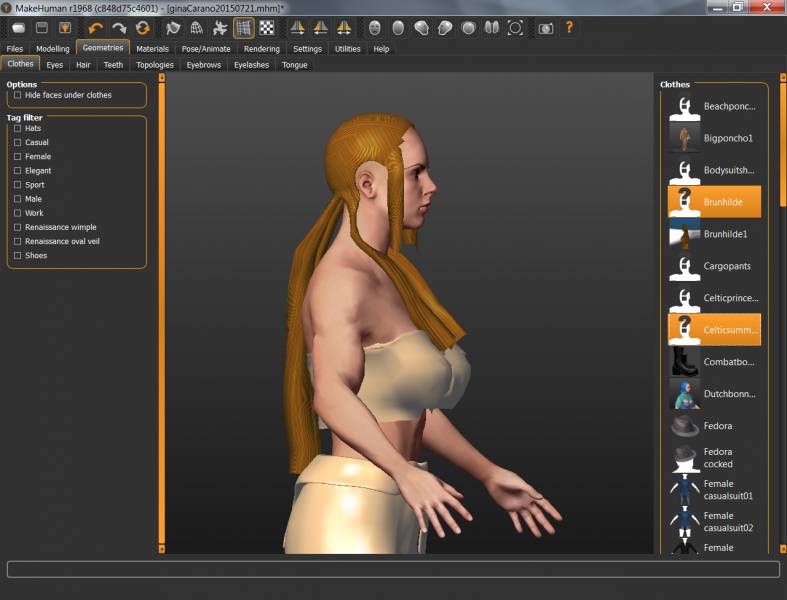 MakeHuman r1968 (c848d75c4601) - [ginaCarano20150721.mhm]*
Files Modelling Geometries Materials Pose/Animate Rendering Settings Utilities Help
Clothes Eyes Hair Teeth Topologies Eyebrows Eyelashes Tongue
Options
Hide faces under clothes
Tag filter
Hats
Casual
Female
Elegant
Sport
Male
Work
Renaissance wimple
Renaissance oval veil
Shoes
Clothes
Beachponc...
Bigponcho1
Bodysuitsh...
Brunhilde
Brunhilde1
Cargopants
Celticprince...
Celticsumm...
Combatbo...
Dutchbonn...
Fedora
Fedora
cocked
Female
casualsuit01
Female
casualsuit02
Female